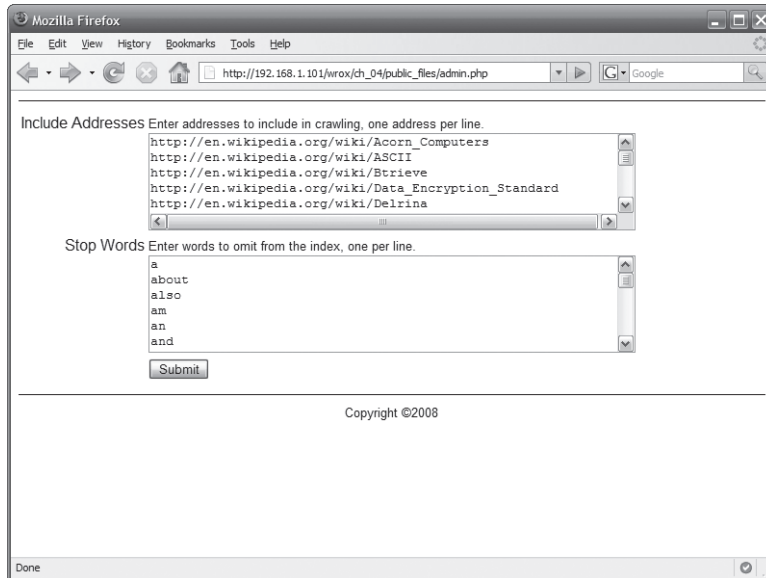 Mozilla Firefox
File Edit View History Bookmarks Tools Help
http://192.168.1.101/wrox/ch_04/public_files/admin.php
G Google
Include Addresses Enter addresses to include in crawling, one address per line.
http://en.wikipedia.org/wiki/Acorn_Computers
http://en.wikipedia.org/wiki/ASCII
http://en.wikipedia.org/wiki/Btrieve
http://en.wikipedia.org/wiki/Data_Encryption_Standard
http://en.wikipedia.org/wiki/Delrina
Stop Words Enter words to omit from the index, one per line.
a
about
also
am
an
and
Submit
Copyright ©2008
Done